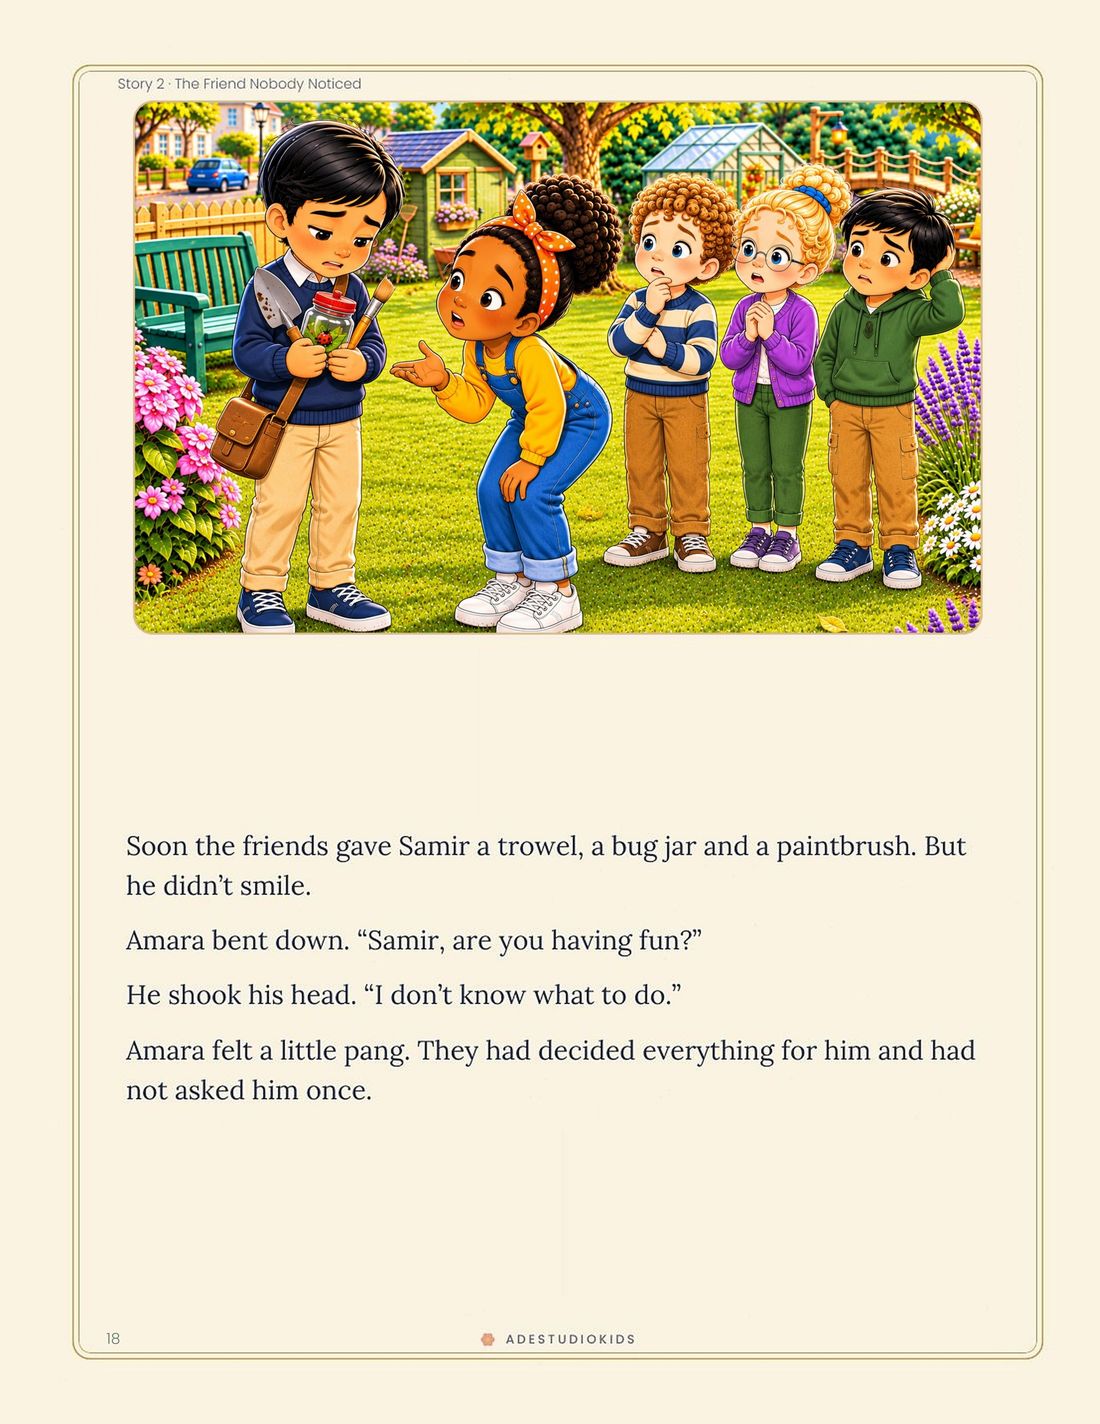 Story 2 · The Friend Nobody Noticed
Soon the friends gave Samir a trowel, a bug jar and a paintbrush. But
he didn’t smile.
Amara bent down. “Samir, are you having fun?”
He shook his head. “I don’t know what to do.”
Amara felt a little pang. They had decided everything for him and had
not asked him once.
18
ADESTUDIOKIDS